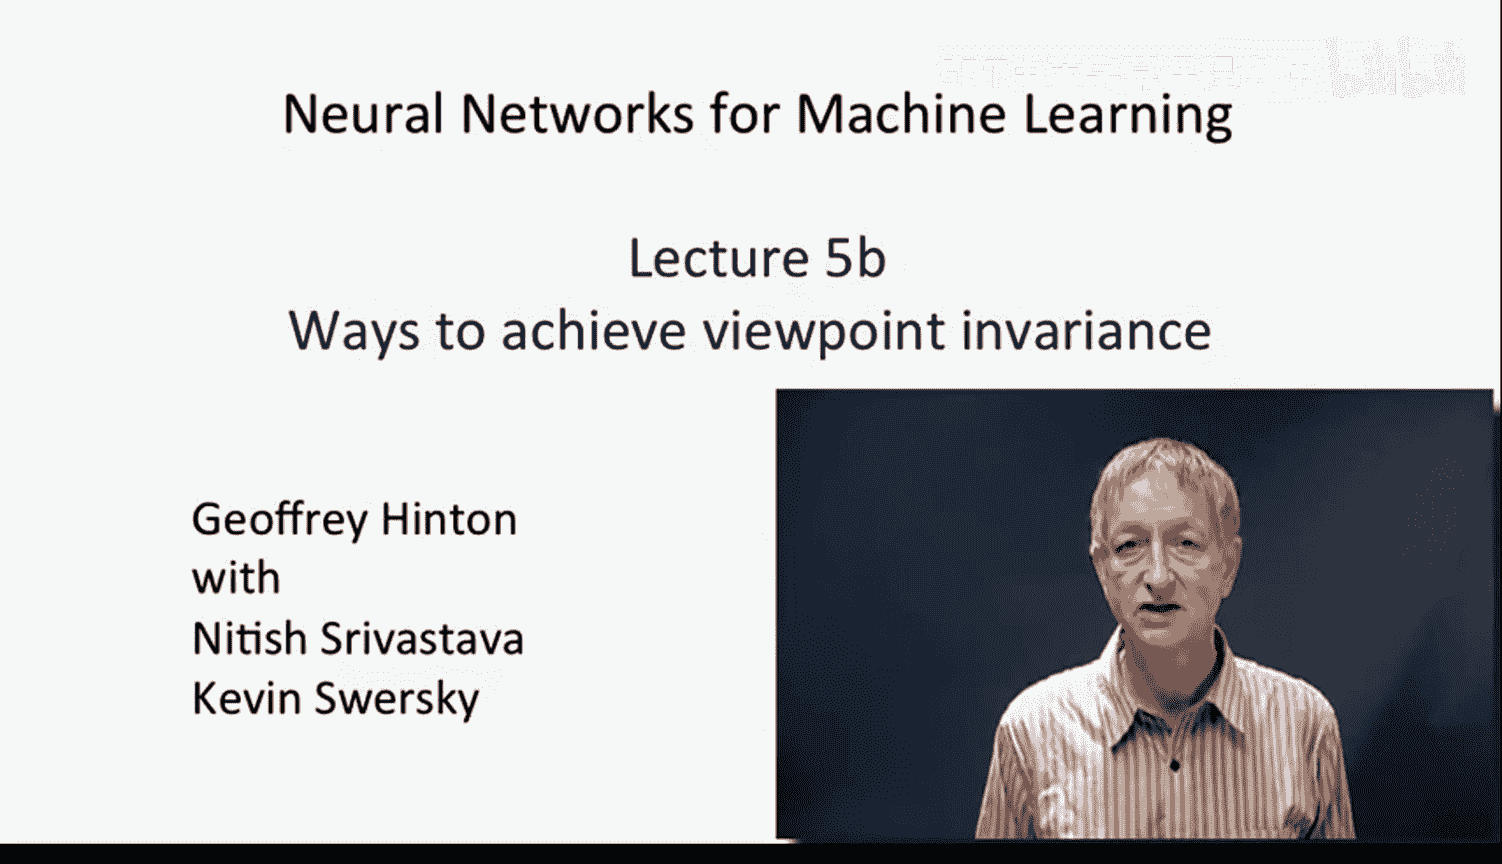 Neural Networks for Machine Learning
Lecture 5b
Ways to achieve viewpoint invariance
Geoffrey Hinton
with
Nitish Srivastava
Kevin Swersky